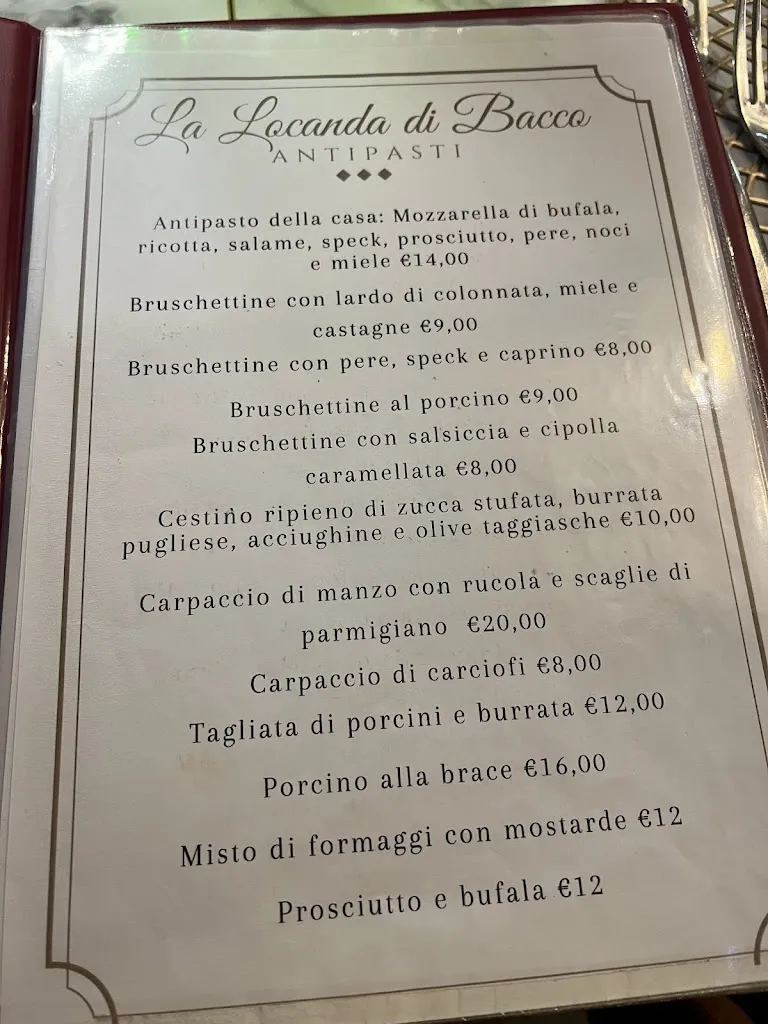 La Locanda di Bacco
ANTIPASTI
Antipasto della casa: Mozzarella di bufala,
ricotta, salame, speck, prosciutto, pere, noci
e miele €14,00
Bruschettine con lardo di colonnata, miele e
castagne €9,00
Bruschettine con pere, speck e caprino €8,00
Bruschettine al porcino €9,00
Bruschettine con salsiccia e cipolla
caramellata €8,00
Cestino ripieno di zucca stufata, burrata
pugliese, acciughine e olive taggiasche €10,00
Carpaccio di manzo con rucola e scaglie di
parmigiano €20,00
Carpaccio di carciofi €8,00
Tagliata di porcini e burrata €12,00
Porcino alla brace €16,00
Misto di formaggi con mostarde €12
Prosciutto e bufala €12